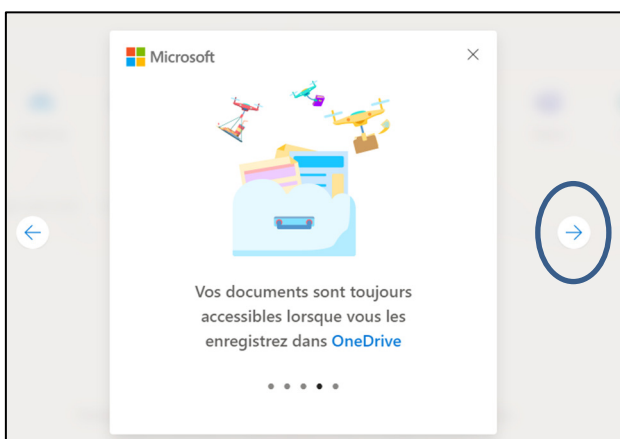 Microsoft
Vos documents sont toujours
accessibles lorsque vous les
enregistrez dans OneDrive